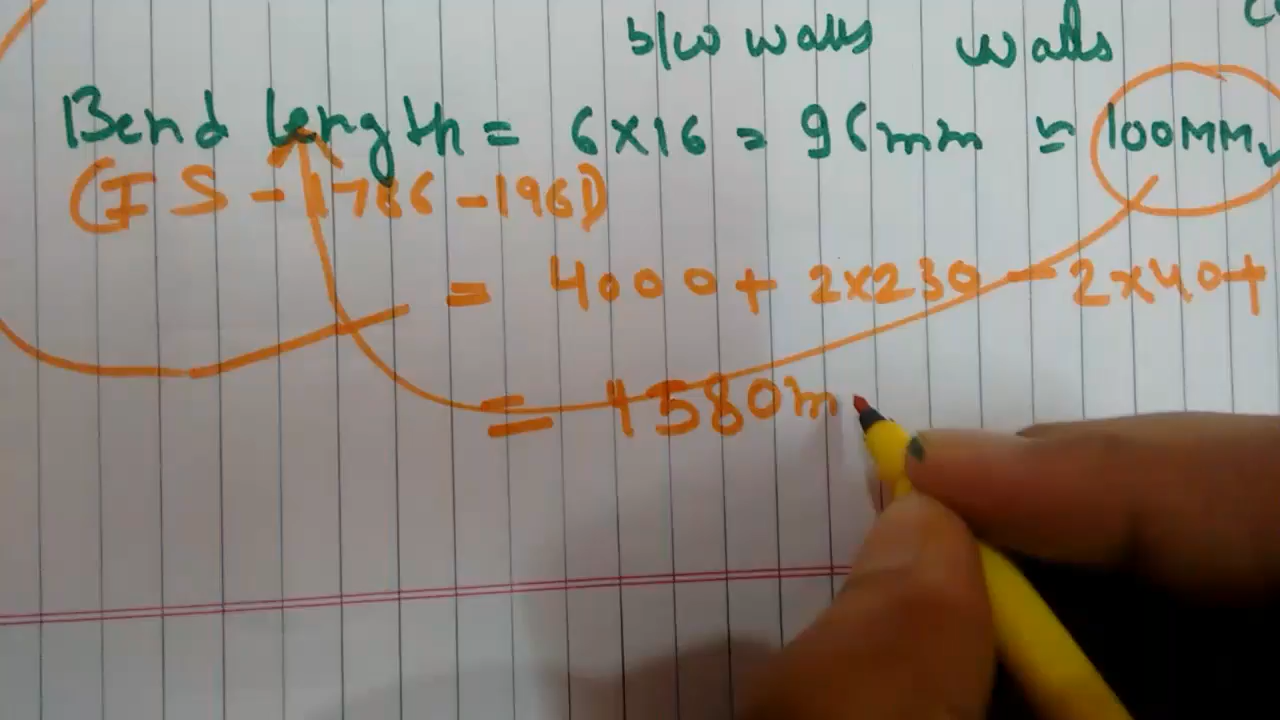 b/w walls walls
Bend length = 6x16 = 96mm ≃ 100MM
(IS - 1786 - 1961)
= 4000 + 2x230 - 2x40 +
= 4580m